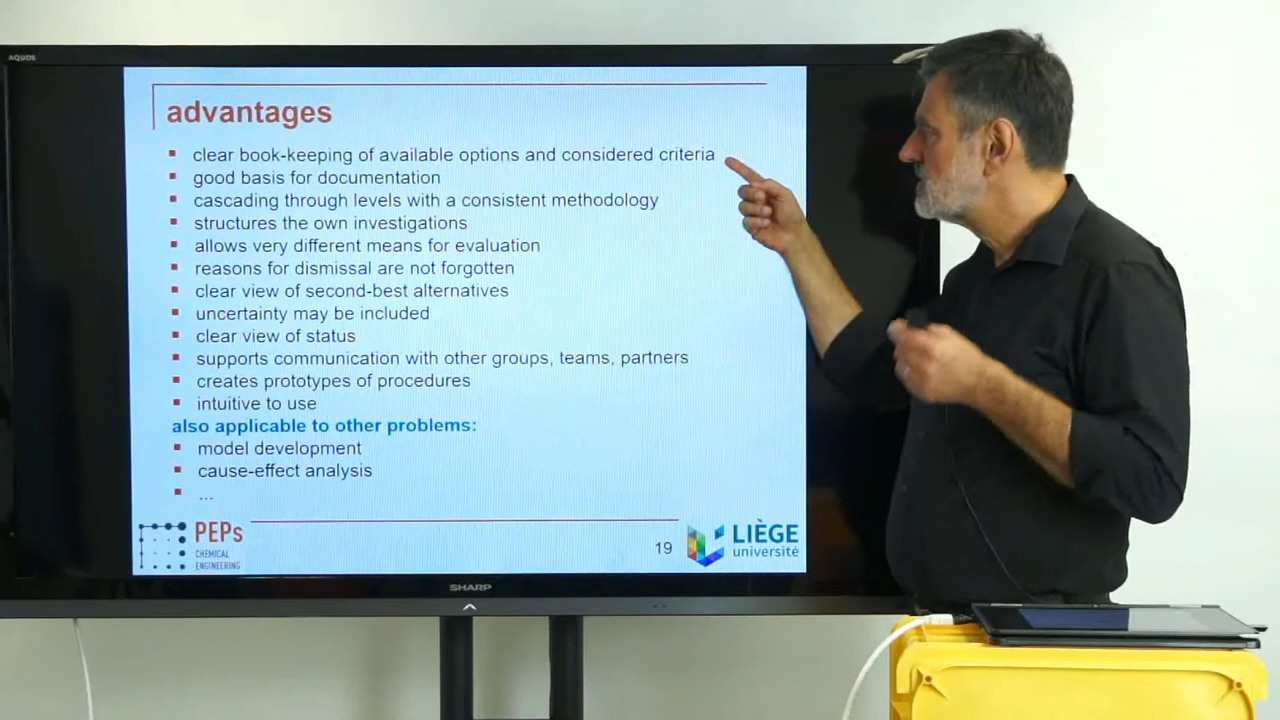 AQUOS
advantages
clear book-keeping of available options and considered criteria
good basis for documentation
cascading through levels with a consistent methodology
structures the own investigations
allows very different means for evaluation
reasons for dismissal are not forgotten
clear view of second-best alternatives
uncertainty may be included
clear view of status
supports communication with other groups, teams, partners
creates prototypes of procedures
intuitive to use
also applicable to other problems:
model development
cause-effect analysis
...
PEPs
CHEMICAL
ENGINEERING
19
LIÈGE
université
SHARP